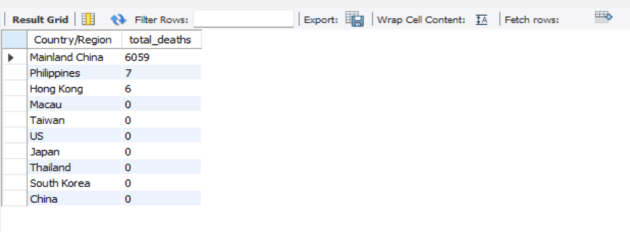 Result Grid Filter Rows: Export: Wrap Cell Content: IA Fetch rows:
Country/Region total_deaths
Mainland China 6059
Philippines 7
Hong Kong 6
Macau 0
Taiwan 0
US 0
Japan 0
Thailand 0
South Korea 0
China 0